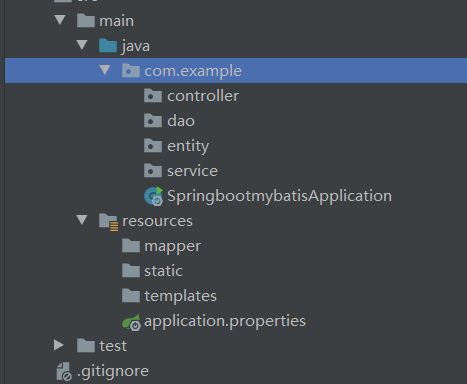 main
java
com.example
controller
dao
entity
service
SpringbootmybatisApplication
resources
mapper
static
templates
application.properties
test
.gitignore